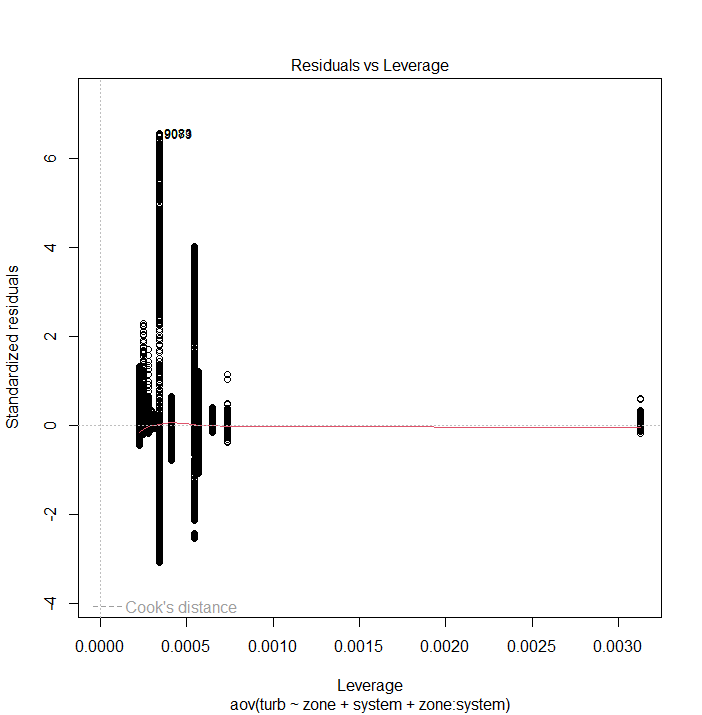 Residuals vs Leverage
6
4
2
0
-2
-4
Standardized residuals
Cook's distance
0.0000 0.0005 0.0010 0.0015 0.0020 0.0025 0.0030
Leverage
aov(turb ~ zone + system + zone:system)